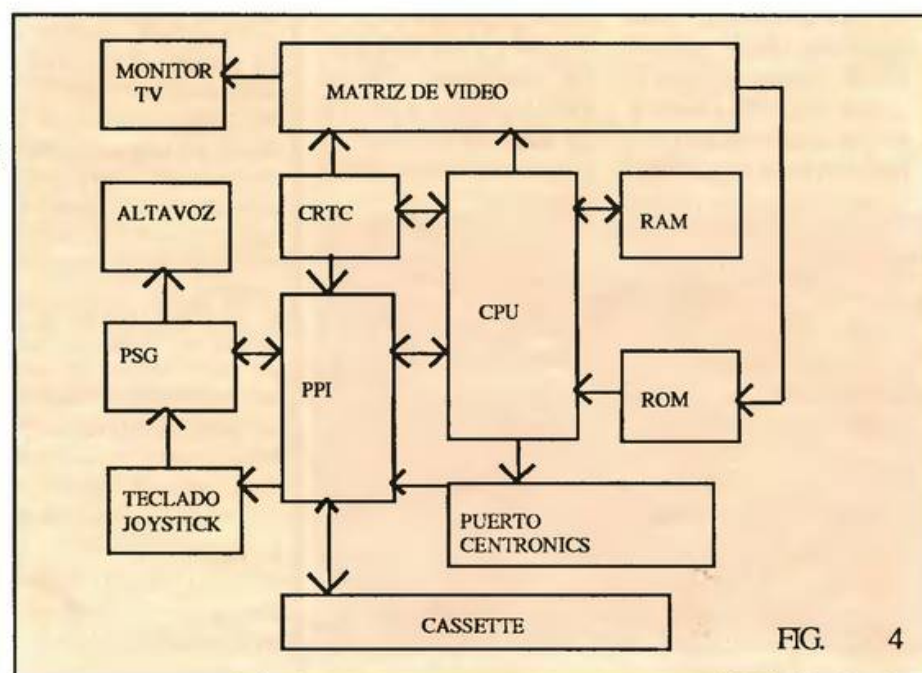 MONITOR
TV
MATRIZ DE VIDEO
ALTAVOZ
CRTC
RAM
CPU
PSG
PPI
ROM
TECLADO
JOYSTICK
PUERTO
CENTRONICS
CASSETTE
FIG. 4